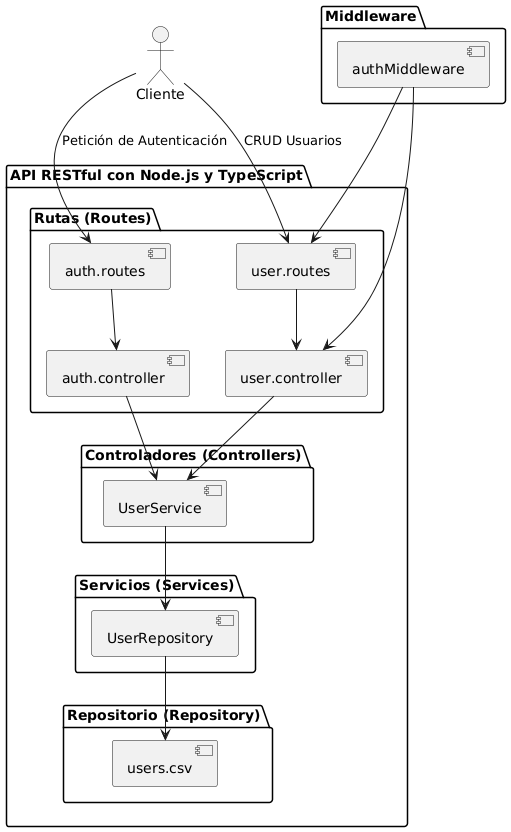 Middleware
authMiddleware
Cliente
Petición de Autenticación
CRUD Usuarios
API RESTful con Node.js y TypeScript
Rutas (Routes)
auth.routes
user.routes
auth.controller
user.controller
Controladores (Controllers)
UserService
Servicios (Services)
UserRepository
Repositorio (Repository)
users.csv